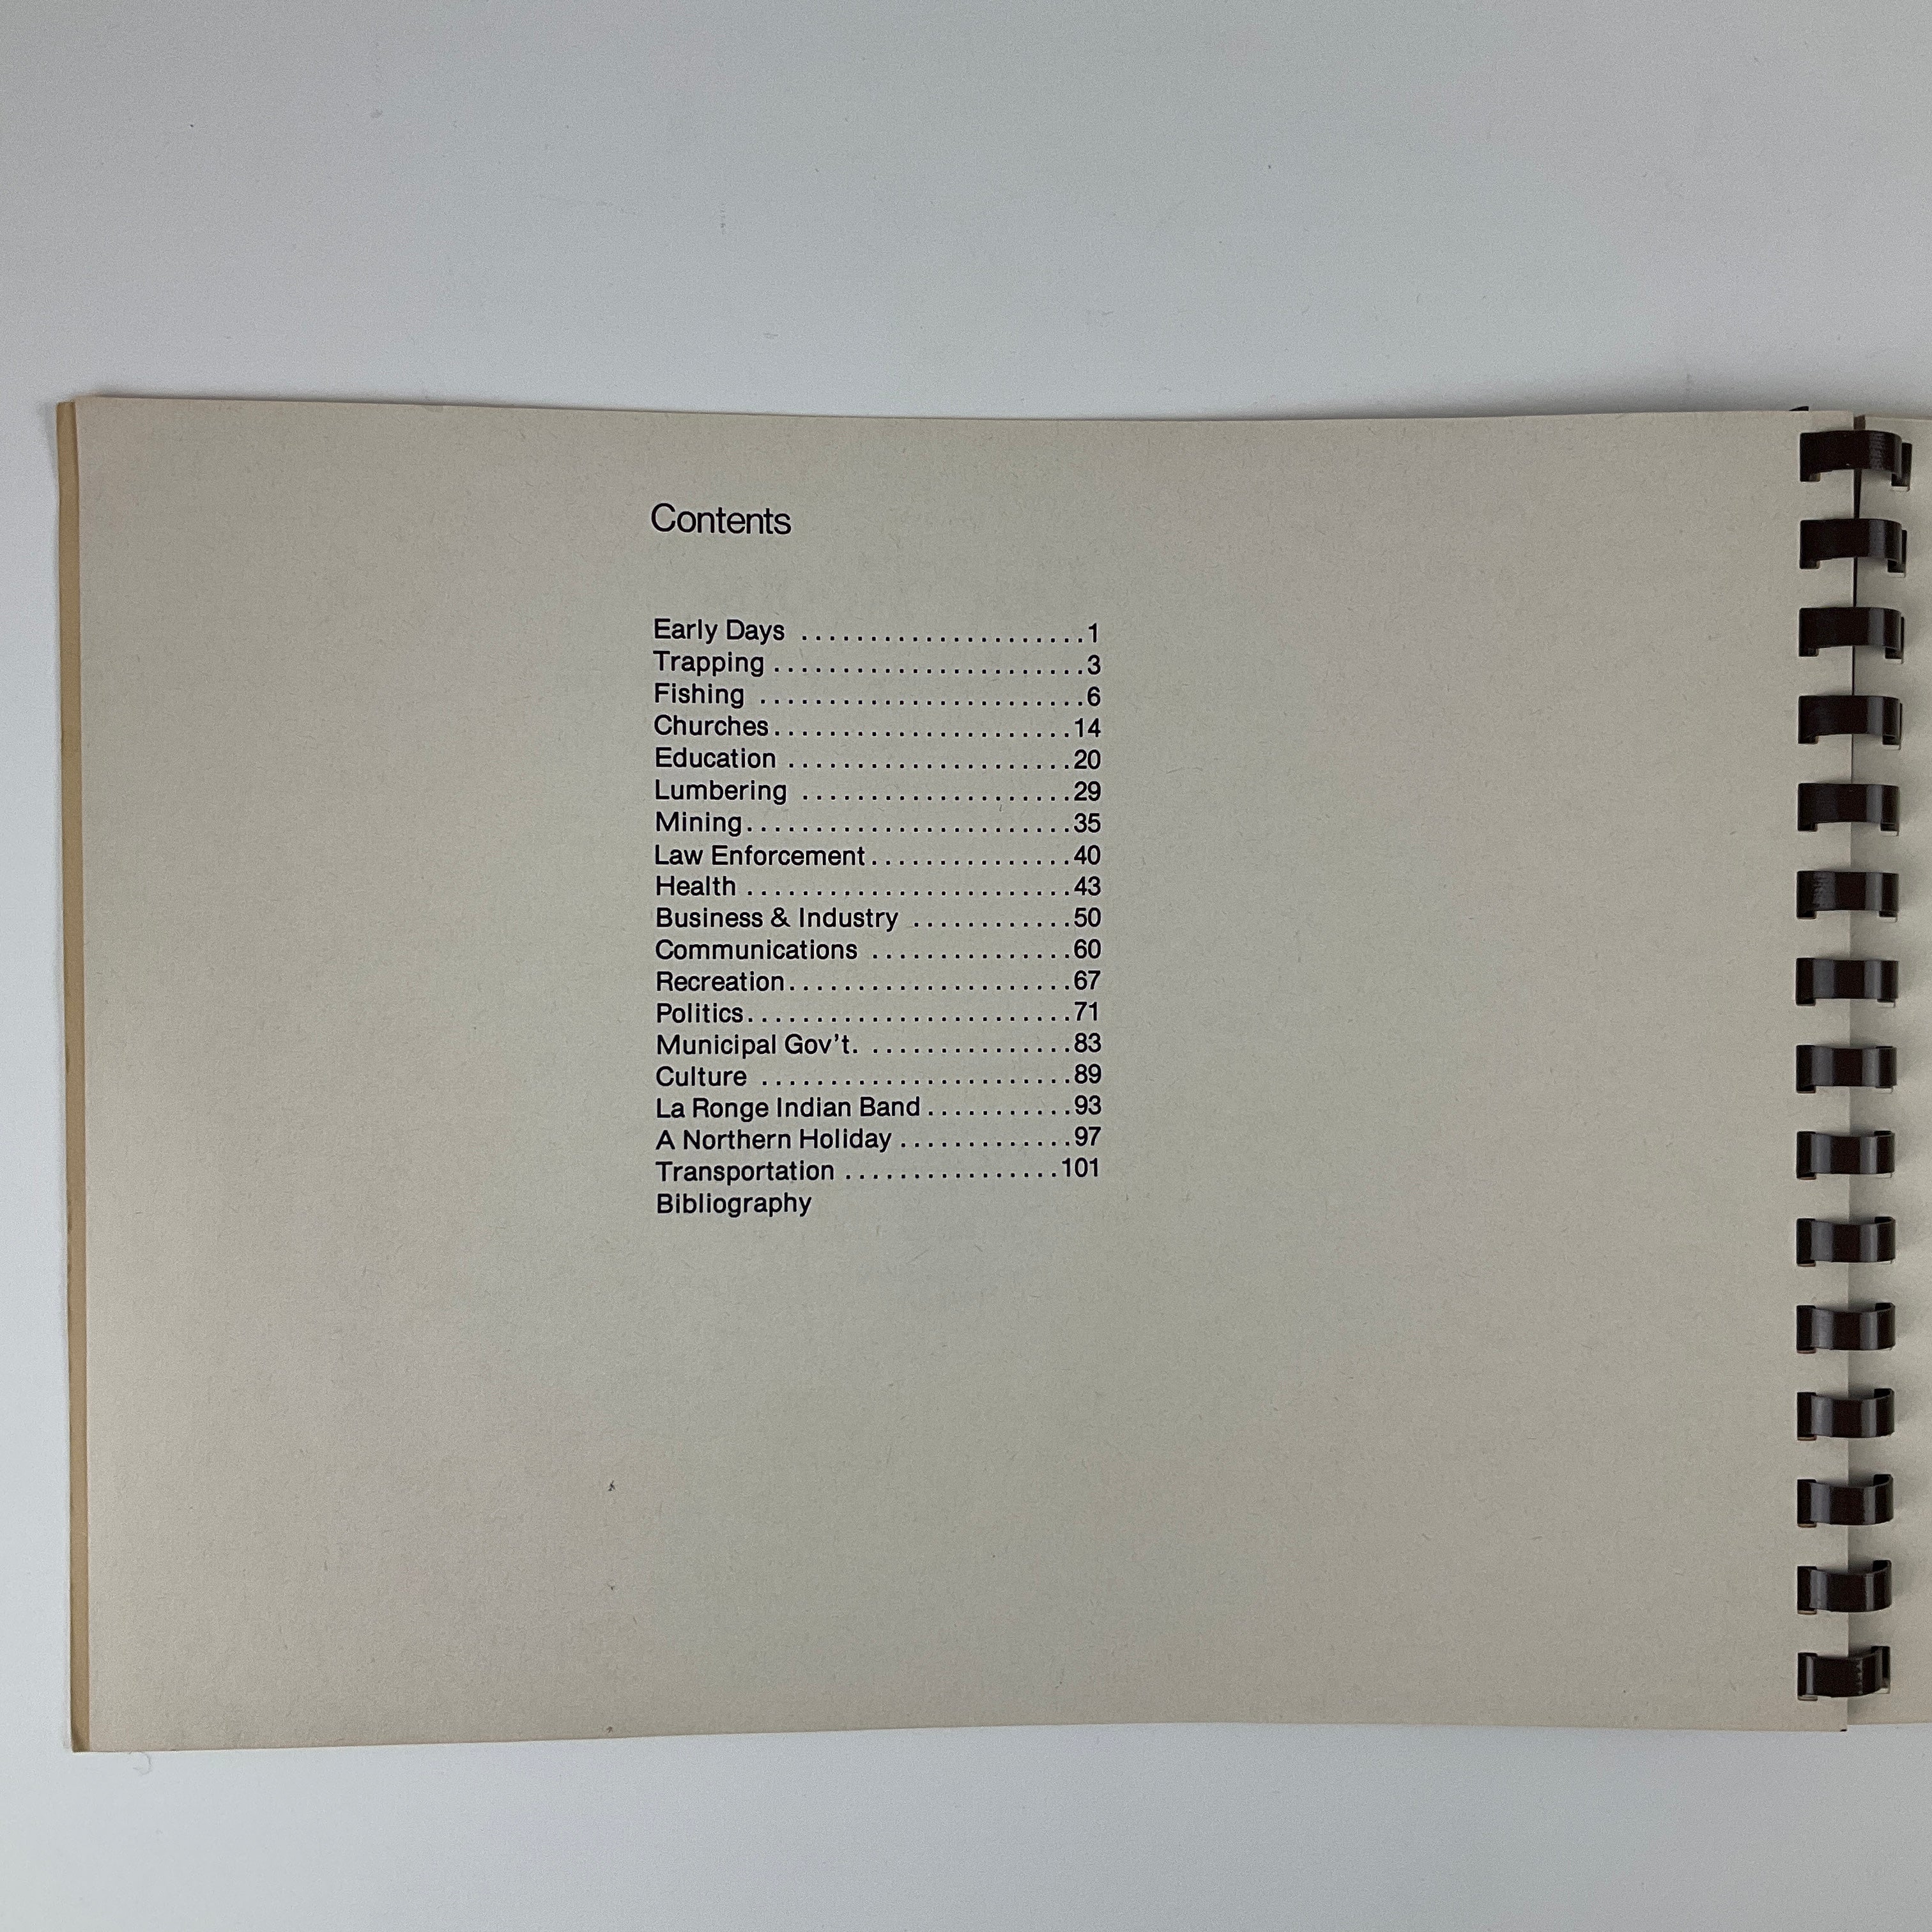 Contents
Early Days .....................1
Trapping .......................3
Fishing ........................6
Churches......................14
Education .....................20
Lumbering ....................29
Mining........................35
Law Enforcement...............40
Health ........................43
Business & Industry ............50
Communications ...............60
Recreation.....................67
Politics........................71
Municipal Gov't. ...............83
Culture .......................89
La Ronge Indian Band...........93
A Northern Holiday .............97
Transportation ................101
Bibliography